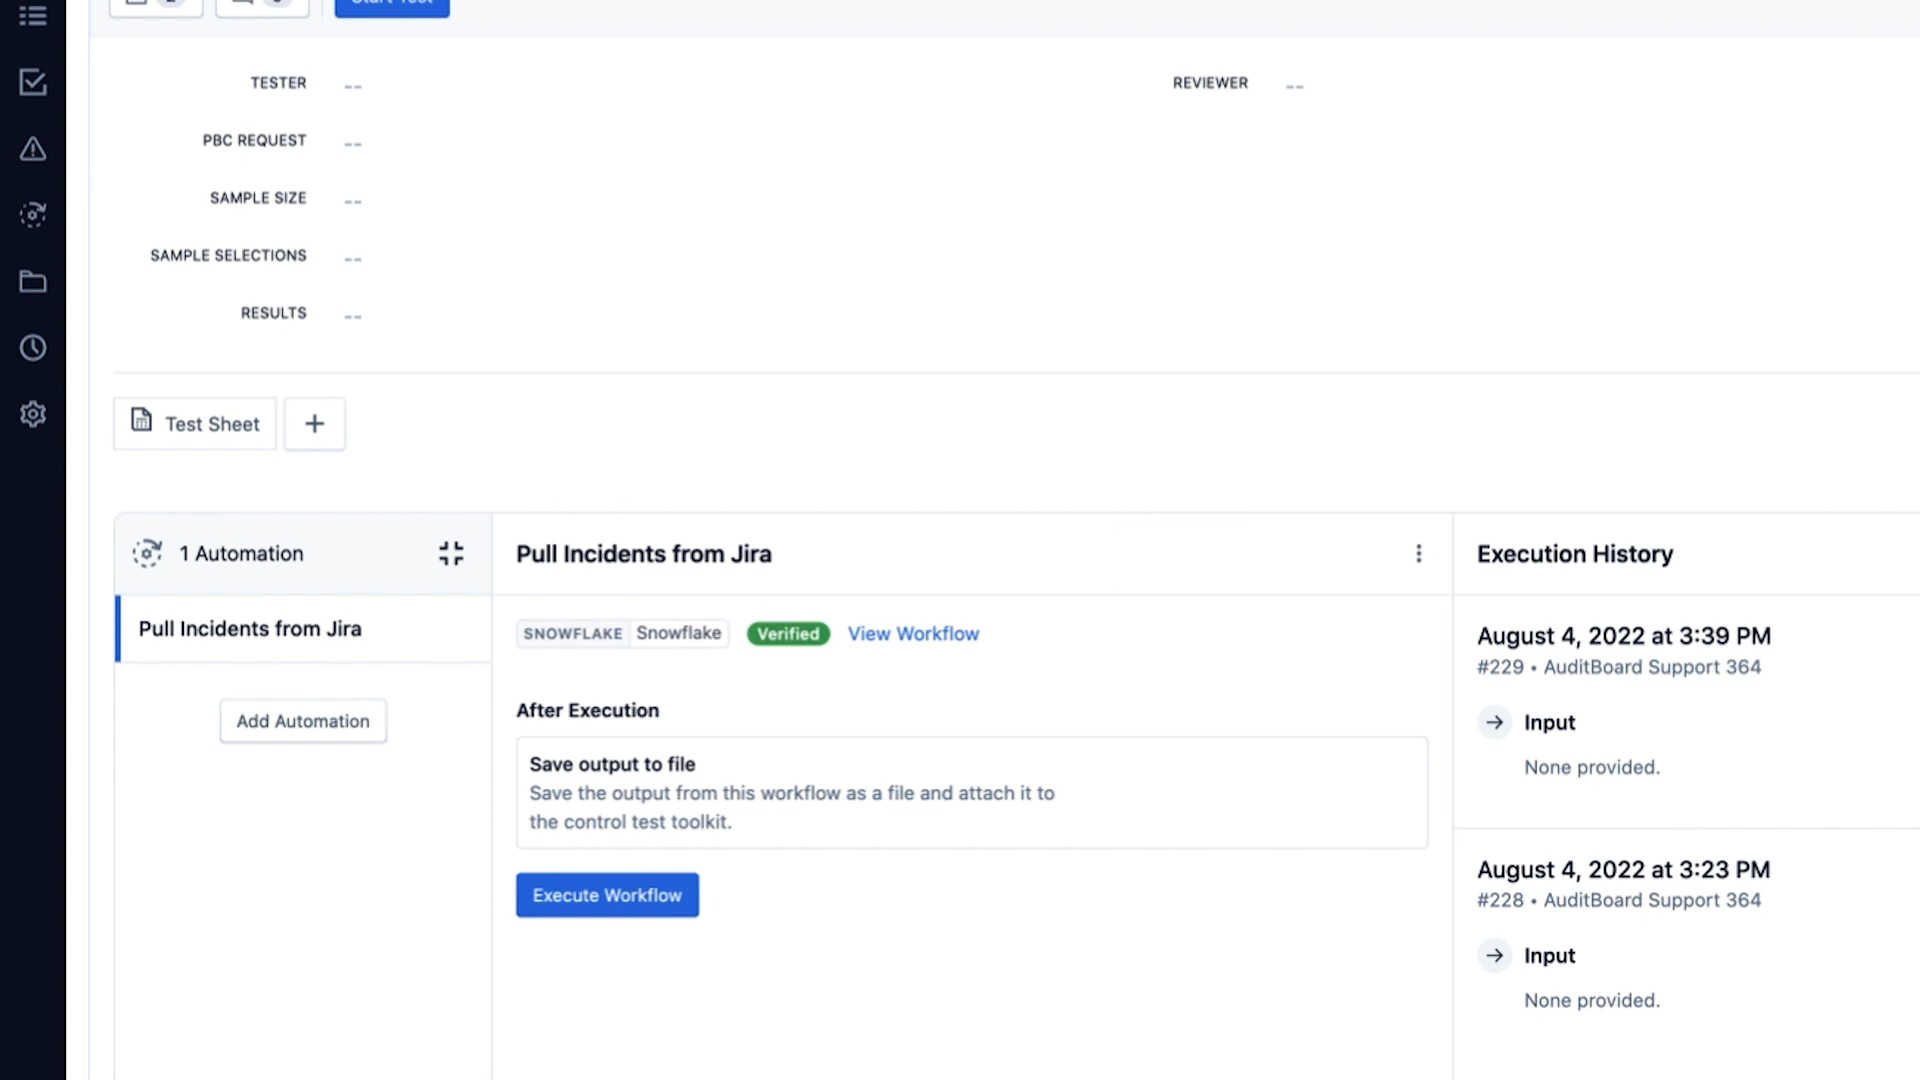 Start Test
TESTER --
REVIEWER --
PBC REQUEST --
SAMPLE SIZE --
SAMPLE SELECTIONS --
RESULTS --
Test Sheet
+
1 Automation
Pull Incidents from Jira
Execution History
Pull Incidents from Jira
SNOWFLAKE Snowflake Verified View Workflow
August 4, 2022 at 3:39 PM
#229 • AuditBoard Support 364
Add Automation
After Execution
Input
Save output to file
None provided.
Save the output from this workflow as a file and attach it to
the control test toolkit.
August 4, 2022 at 3:23 PM
#228 • AuditBoard Support 364
Execute Workflow
Input
None provided.